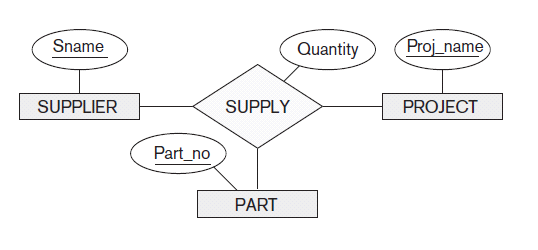 Sname
Quantity
Proj_name
SUPPLIER
SUPPLY
PROJECT
Part_no
PART